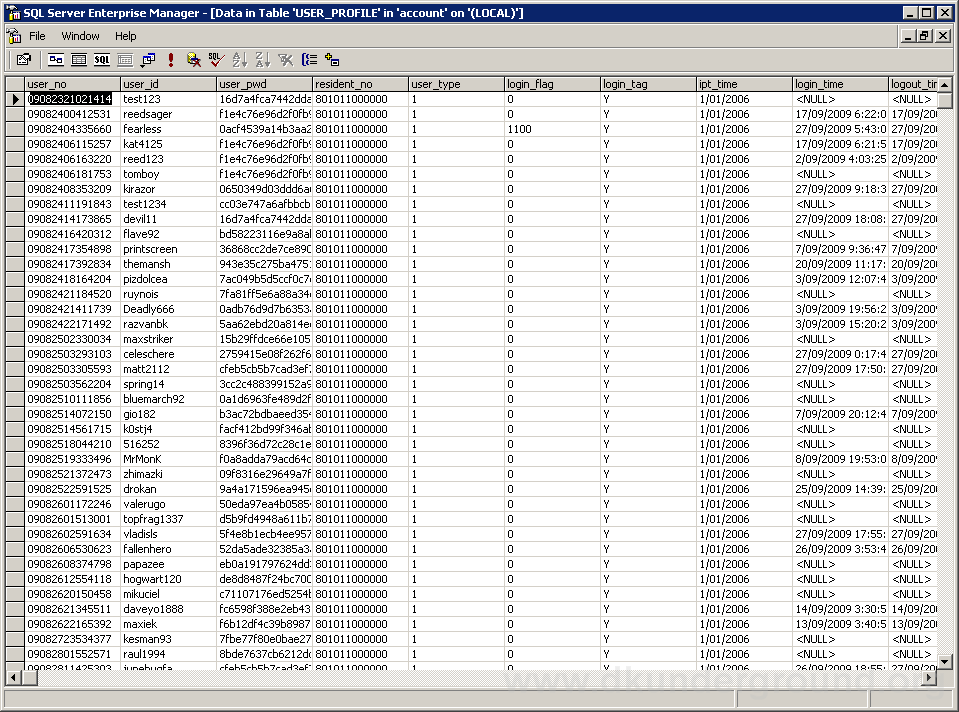 SQL Server Enterprise Manager - [Data in Table 'USER_PROFILE' in 'account' on '(LOCAL)']
File Window Help
user_no user_id user_pwd resident_no user_type login_flag login_tag ipt_time login_time logout_tir
09082321021414 test123 16d7a4fca7442dda 801011000000 1 0 Y 1/01/2006 <NULL> <NULL>
09082400412531 reedsager f1e4c76e96d2f0fb9 801011000000 1 0 Y 1/01/2006 17/09/2009 6:22:0 17/09/200
09082404335660 fearless 0acf4539a14b3aa2 801011000000 1 1100 Y 1/01/2006 27/09/2009 5:43:0 27/09/200
09082406115257 kat4125 f1e4c76e96d2f0fb9 801011000000 1 0 Y 1/01/2006 17/09/2009 6:21:5 17/09/200
09082406163220 reed123 f1e4c76e96d2f0fb9 801011000000 1 0 Y 1/01/2006 2/09/2009 4:03:25 2/09/2009
09082406181753 tomboy f1e4c76e96d2f0fb9 801011000000 1 0 Y 1/01/2006 <NULL> <NULL>
09082408353209 kirazor 0650349d03ddd6a 801011000000 1 0 Y 1/01/2006 27/09/2009 9:18:3 27/09/200
09082411191843 test1234 cc03e747a6afbbcb 801011000000 1 0 Y 1/01/2006 <NULL> <NULL>
09082414173865 devil11 16d7a4fca7442dda 801011000000 1 0 Y 1/01/2006 27/09/2009 18:08: 27/09/200
09082416420312 flave92 bd58223116e9a8a 801011000000 1 0 Y 1/01/2006 <NULL> <NULL>
09082417354898 printscreen 36868cc2de7ce890 801011000000 1 0 Y 1/01/2006 7/09/2009 9:36:47 7/09/2009
09082417392834 themansh 943e35c275ba4751 801011000000 1 0 Y 1/01/2006 20/09/2009 11:17: 20/09/200
09082418164204 pizdolcea 7ac049b5d5ccf0c7 801011000000 1 0 Y 1/01/2006 3/09/2009 12:07:4 3/09/2009
09082421184520 ruynois 7fa81ff5e6a88a34 801011000000 1 0 Y 1/01/2006 <NULL> <NULL>
09082421411739 Deadly666 0adb76d9d7b6353 801011000000 1 0 Y 1/01/2006 3/09/2009 19:56:2 3/09/2009
09082422171492 razvanbk 5aa62ebd20a814e 801011000000 1 0 Y 1/01/2006 3/09/2009 15:20:2 3/09/2009
09082502330034 maxstriker 15b29ffdce66e105 801011000000 1 0 Y 1/01/2006 <NULL> <NULL>
09082503293103 celeschere 2759415e08f262f6 801011000000 1 0 Y 1/01/2006 27/09/2009 0:17:4 27/09/200
09082503305593 matt2112 cfeb5cb5b7cad3ef 801011000000 1 0 Y 1/01/2006 27/09/2009 17:50: 27/09/200
09082503562204 spring14 3cc2c488399152a9 801011000000 1 0 Y 1/01/2006 <NULL> <NULL>
09082510111856 bluemarch92 0a1d6963fe489d2f 801011000000 1 0 Y 1/01/2006 <NULL> <NULL>
09082514072150 gio182 b3ac72bdbaeed35 801011000000 1 0 Y 1/01/2006 7/09/2009 20:12:4 7/09/2009
09082514561715 k0stj4 facf412bd99f346ab 801011000000 1 0 Y 1/01/2006 <NULL> <NULL>
09082518044210 516252 8396f36d72c28c1e 801011000000 1 0 Y 1/01/2006 <NULL> <NULL>
09082519333496 MrMonK f0a8adda79acd64c 801011000000 1 0 Y 1/01/2006 8/09/2009 19:53:0 8/09/2009
09082521372473 zhimazki 09f8316e29649a7f 801011000000 1 0 Y 1/01/2006 <NULL> <NULL>
09082522591525 drokan 9a4a171596ea945 801011000000 1 0 Y 1/01/2006 25/09/2009 14:39: 25/09/200
09082601172246 valerugo 50eda97ea4b0585 801011000000 1 0 Y 1/01/2006 <NULL> <NULL>
09082601513001 topfrag1337 d5b9fd4948a611b7 801011000000 1 0 Y 1/01/2006 <NULL> <NULL>
09082602591634 vladisls 5f4e8b1ecb4ee957 801011000000 1 0 Y 1/01/2006 27/09/2009 17:55: 27/09/200
09082606530623 fallenhero 52da5ade32385a3 801011000000 1 0 Y 1/01/2006 26/09/2009 3:53:4 26/09/200
09082608374798 papazee eb0a191797624dd 801011000000 1 0 Y 1/01/2006 <NULL> <NULL>
09082612554118 hogwart120 de8d8487f24bc70 801011000000 1 0 Y 1/01/2006 <NULL> <NULL>
09082620150458 mikuciel c71107176ed5254b 801011000000 1 0 Y 1/01/2006 <NULL> <NULL>
09082621345511 daveyo1888 fc6598f388e2eb43 801011000000 1 0 Y 1/01/2006 14/09/2009 3:30:5 14/09/200
09082622165392 maxiek f6b12df4c39b8987 801011000000 1 0 Y 1/01/2006 13/09/2009 3:40:5 13/09/200
09082723534377 kesman93 7fbe77f80e0bae27 801011000000 1 0 Y 1/01/2006 <NULL> <NULL>
09082801552571 raul1994 8bde7637cb6212d 801011000000 1 0 Y 1/01/2006 <NULL> <NULL>
09082811425303 junebugfa cfeb5cb5b7cad3ef 801011000000 1 0 Y 1/01/2006 26/09/2009 18:55: 27/09/200
www.dkunderground.org